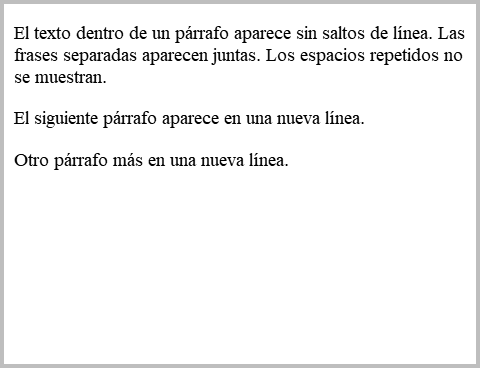 El texto dentro de un párrafo aparece sin saltos de línea. Las
frases separadas aparecen juntas. Los espacios repetidos no
se muestran.
El siguiente párrafo aparece en una nueva línea.
Otro párrafo más en una nueva línea.